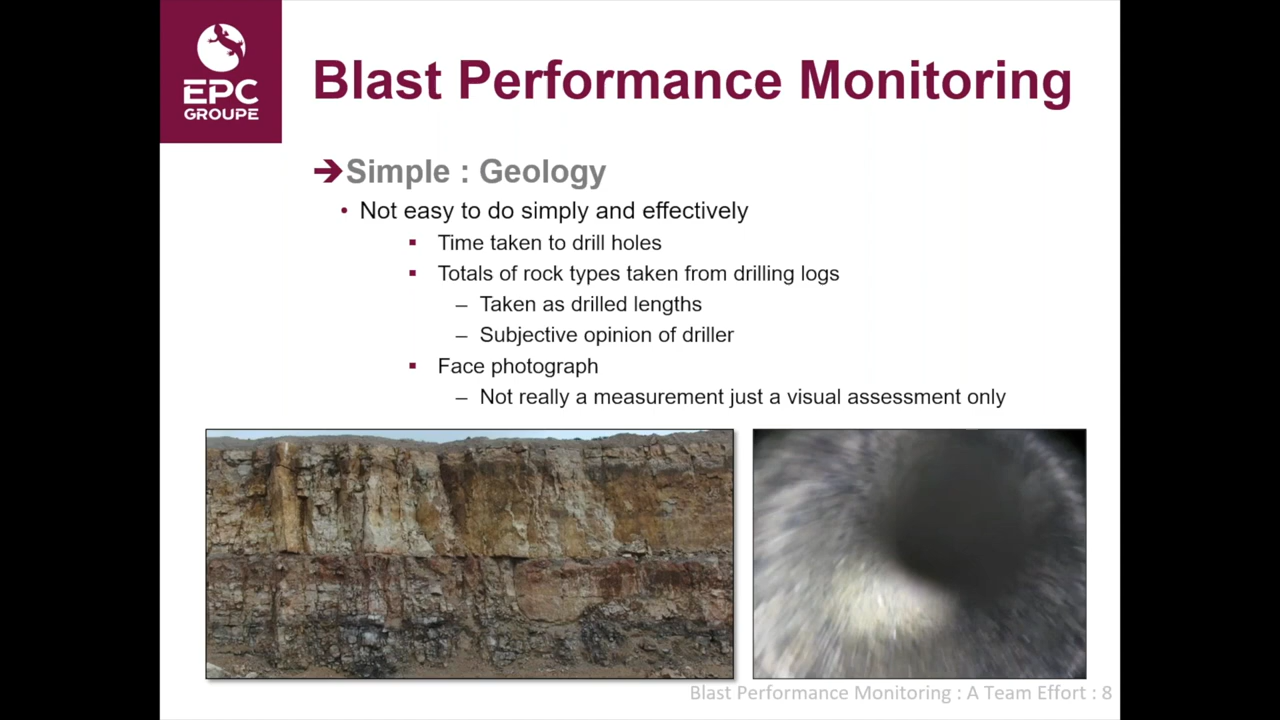 EPC
GROUPE
Blast Performance Monitoring
➔Simple : Geology
• Not easy to do simply and effectively
▪ Time taken to drill holes
▪ Totals of rock types taken from drilling logs
– Taken as drilled lengths
– Subjective opinion of driller
▪ Face photograph
– Not really a measurement just a visual assessment only
Blast Performance Monitoring : A Team Effort : 8